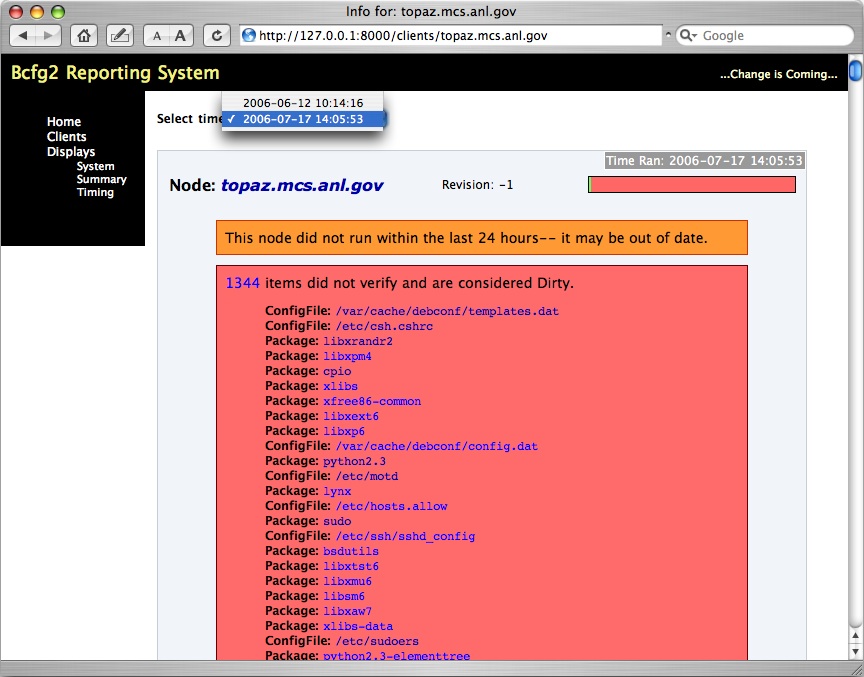 Info for: topaz.mcs.anl.gov
A A
http://127.0.0.1:8000/clients/topaz.mcs.anl.gov
Google
Bcfg2 Reporting System
...Change is Coming...
Home
Clients
Displays
System
Summary
Timing
2006-06-12 10:14:16
Select time
✓ 2006-07-17 14:05:53
Time Ran: 2006-07-17 14:05:53
Node: topaz.mcs.anl.gov
Revision: -1
This node did not run within the last 24 hours-- it may be out of date.
1344 items did not verify and are considered Dirty.
ConfigFile: /var/cache/debconf/templates.dat
ConfigFile: /etc/csh.cshrc
Package: libxrandr2
Package: libxpm4
Package: cpio
Package: xlibs
Package: xfree86-common
Package: libxext6
Package: libxp6
ConfigFile: /var/cache/debconf/config.dat
Package: python2.3
ConfigFile: /etc/motd
Package: lynx
ConfigFile: /etc/hosts.allow
Package: sudo
ConfigFile: /etc/ssh/sshd_config
Package: bsdutils
Package: libxtst6
Package: libxmu6
Package: libsm6
Package: libxaw7
Package: xlibs-data
ConfigFile: /etc/sudoers
Package: python2.3-elementtree